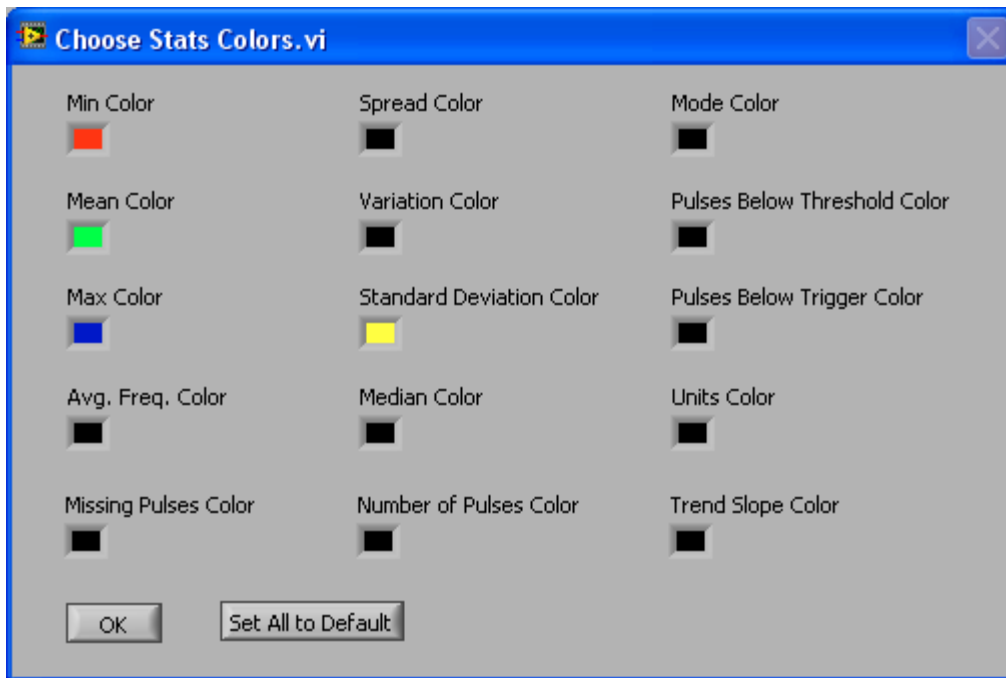 Choose Stats Colors.vi
Min Color
Spread Color
Mode Color
Mean Color
Variation Color
Pulses Below Threshold Color
Max Color
Standard Deviation Color
Pulses Below Trigger Color
Avg. Freq. Color
Median Color
Units Color
Missing Pulses Color
Number of Pulses Color
Trend Slope Color
OK
Set All to Default